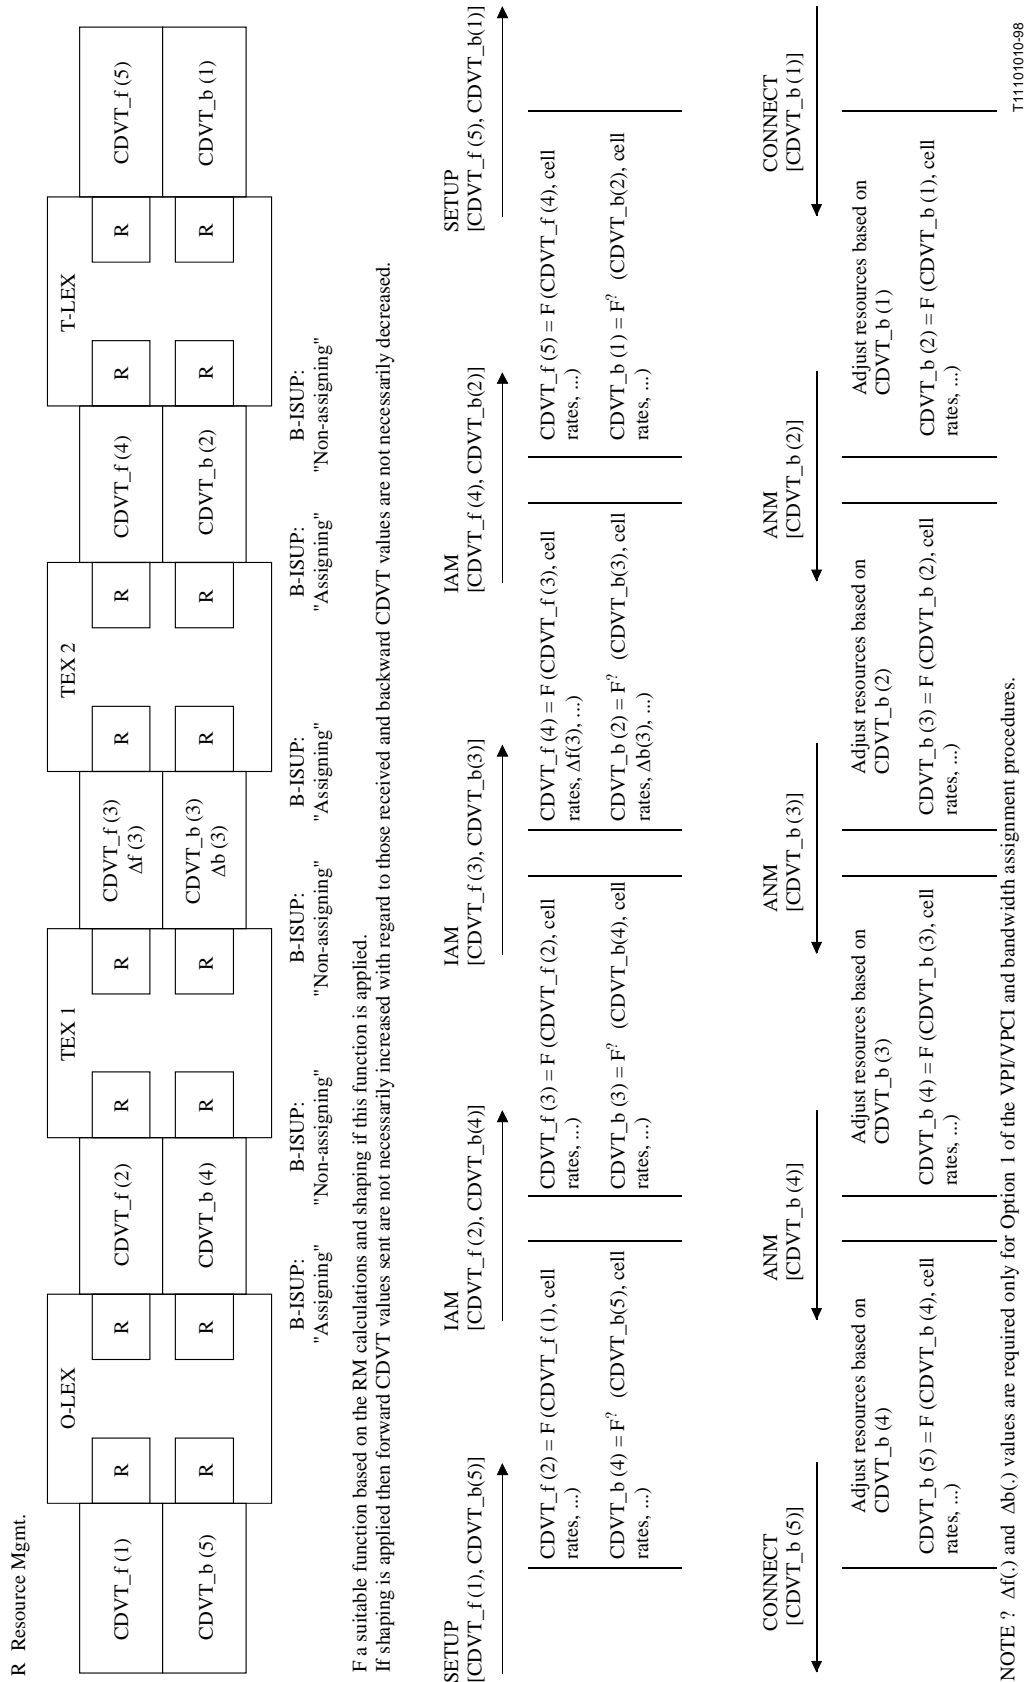 R Resource Mgmt.
O-LEX
TEX 1
TEX 2
T-LEX
CDVT_f (1)
R
R
CDVT_f (2)
R
R
CDVT_f (3)
Δf (3)
R
R
CDVT_f (4)
R
R
CDVT_f (5)
CDVT_b (5)
R
R
CDVT_b (4)
R
R
CDVT_b (3)
Δb (3)
R
R
CDVT_b (2)
R
R
CDVT_b (1)
B-ISUP:
"Assigning"
B-ISUP:
"Non-assigning"
B-ISUP:
"Non-assigning"
B-ISUP:
"Assigning"
B-ISUP:
"Assigning"
B-ISUP:
"Non-assigning"
F a suitable function based on the RM calculations and shaping if this function is applied.
If shaping is applied then forward CDVT values sent are not necessarily increased with regard to those received and backward CDVT values are not necessarily decreased.
SETUP
[CDVT_f (1), CDVT_b(5)]
IAM
[CDVT_f (2), CDVT_b(4)]
IAM
[CDVT_f (3), CDVT_b(3)]
IAM
[CDVT_f (4), CDVT_b(2)]
SETUP
[CDVT_f (5), CDVT_b(1)]
CDVT_f (2) = F (CDVT_f (1), cell
rates, ...)
CDVT_b (4) = F? (CDVT_b(5), cell
rates,...)
CDVT_f (3) = F (CDVT_f (2), cell
rates, ...)
CDVT_b (3) = F? (CDVT_b(4), cell
rates,...)
CDVT_f (4) = F (CDVT_f (3), cell
rates, Δf(3), ...)
CDVT_b (2) = F? (CDVT_b(3), cell
rates, Δb(3), ...)
CDVT_f (5) = F (CDVT_f (4), cell
rates, ...)
CDVT_b (1) = F? (CDVT_b(2), cell
rates, ...)
CONNECT
[CDVT_b (5)]
ANM
[CDVT_b (4)]
ANM
[CDVT_b (3)]
ANM
[CDVT_b (2)]
CONNECT
[CDVT_b (1)]
Adjust resources based on
CDVT_b (4)
CDVT_b (5) = F (CDVT_b (4), cell
rates, ...)
Adjust resources based on
CDVT_b (3)
CDVT_b (4) = F (CDVT_b (3), cell
rates, ...)
Adjust resources based on
CDVT_b (2)
CDVT_b (3) = F (CDVT_b (2), cell
rates, ...)
Adjust resources based on
CDVT_b (1)
CDVT_b (2) = F (CDVT_b (1), cell
rates, ...)
NOTE ? Δf(.) and Δb(.) values are required only for Option 1 of the VPI/VPCI and bandwidth assignment procedures.
T11101010-98